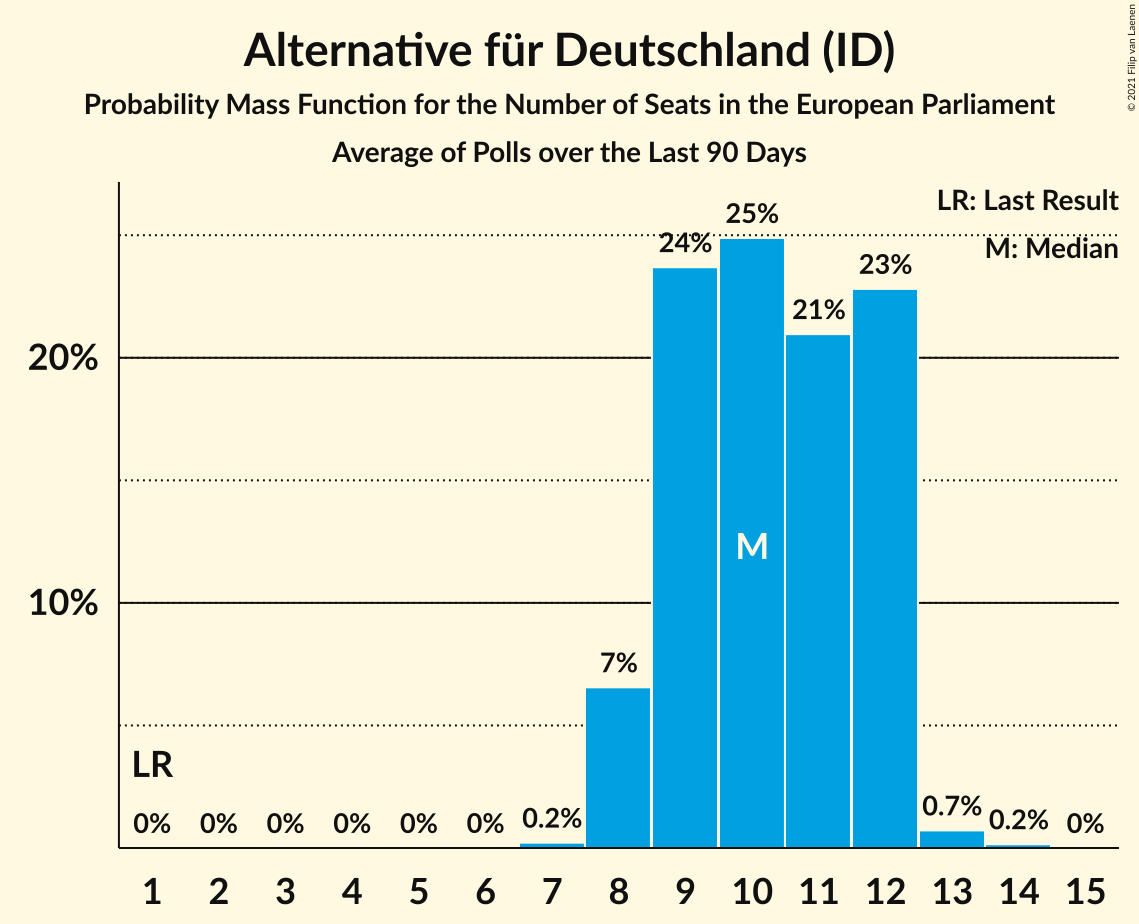 Alternative für Deutschland (ID)
Probability Mass Function for the Number of Seats in the European Parliament
Average of Polls over the Last 90 Days
© 2021 Filip van Laenen
LR: Last Result
M: Median
25%
24%
23%
21%
20%
M
10%
7%
LR
0% 0% 0% 0% 0% 0% 0.2% 0.7% 0.2% 0%
1 2 3 4 5 6 7 8 9 10 11 12 13 14 15